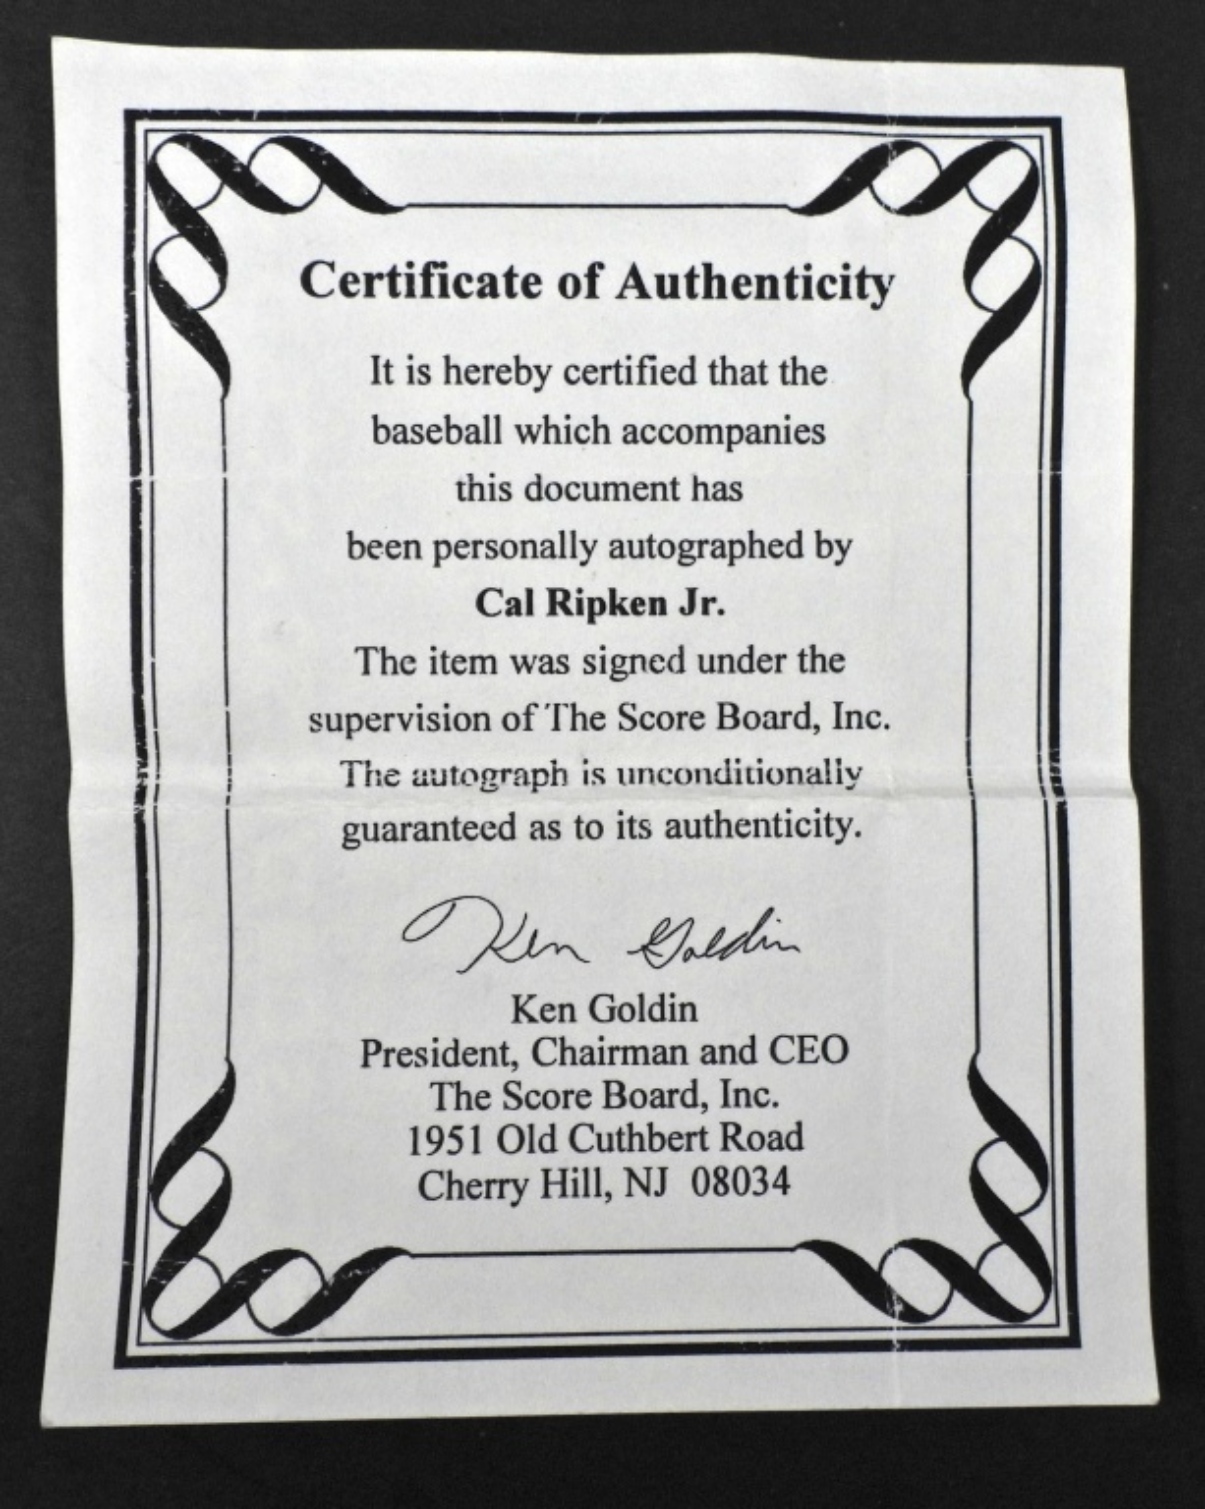 Certificate of Authenticity
It is hereby certified that the
baseball which accompanies
this document has
been personally autographed by
Cal Ripken Jr.
The item was signed under the
supervision of The Score Board, Inc.
The autograph is unconditionally
guaranteed as to its authenticity.
Ken Goldin
Ken Goldin
President, Chairman and CEO
The Score Board, Inc.
1951 Old Cuthbert Road
Cherry Hill, NJ 08034